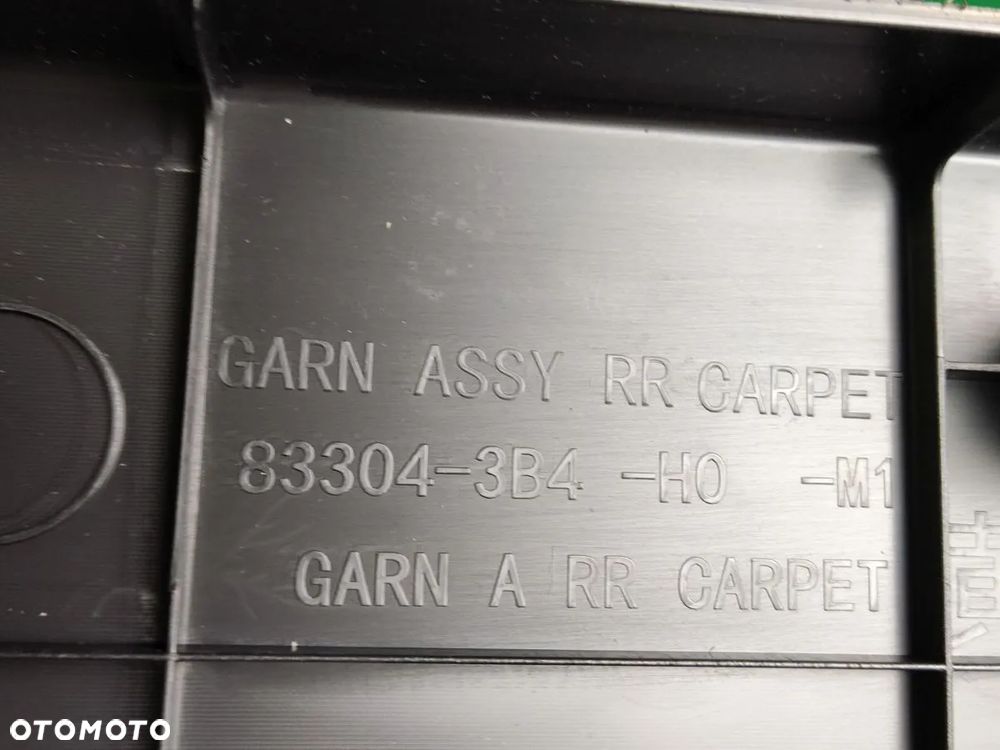 GARN ASSY RR CARPET
83304-3B4 -H0 -M1
GARN A RR CARPET
OTOMOTO